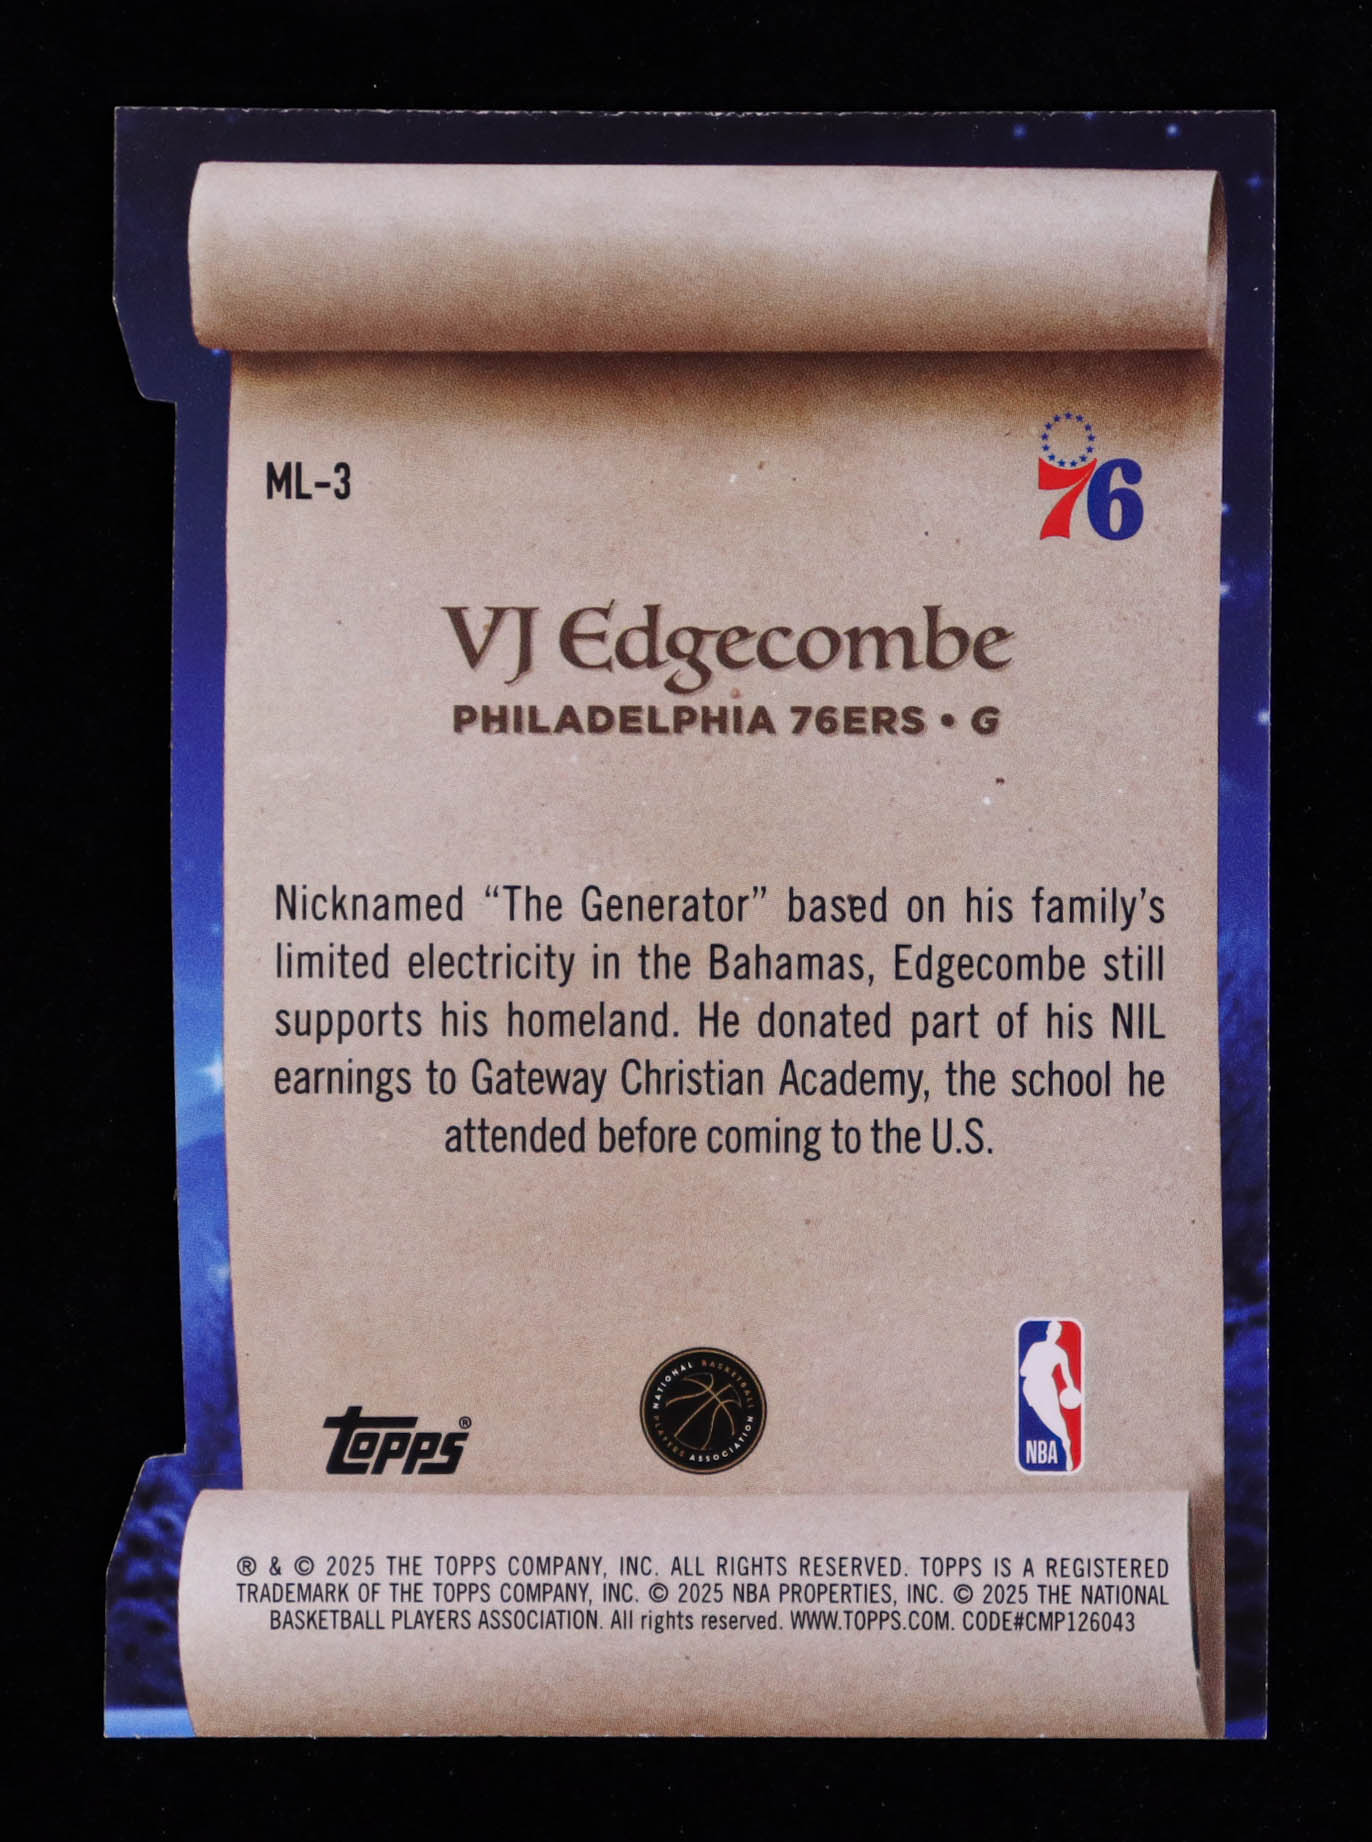 ML-3
76
VJ Edgecombe
PHILADELPHIA 76ERS • G
Nicknamed “The Generator” based on his family’s
limited electricity in the Bahamas, Edgecombe still
supports his homeland. He donated part of his NIL
earnings to Gateway Christian Academy, the school he
attended before coming to the U.S.
Topps®
NATIONAL BASKETBALL PLAYERS ASSOCIATION
NBA
® & © 2025 THE TOPPS COMPANY, INC. ALL RIGHTS RESERVED. TOPPS IS A REGISTERED
TRADEMARK OF THE TOPPS COMPANY, INC. © 2025 NBA PROPERTIES, INC. © 2025 THE NATIONAL
BASKETBALL PLAYERS ASSOCIATION. All rights reserved. WWW.TOPPS.COM. CODE#CMP126043